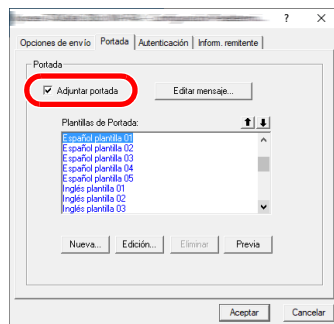 ? ×
Opciones de envío Portada Autenticación Inform. remitente
Portada
Adjuntar portada Editar mensaje...
Plantillas de Portada:
Español plantilla 01
Español plantilla 02
Español plantilla 03
Español plantilla 04
Español plantilla 05
Inglés plantilla 01
Inglés plantilla 02
Inglés plantilla 03
Nueva... Edición... Eliminar Previa
Aceptar Cancelar